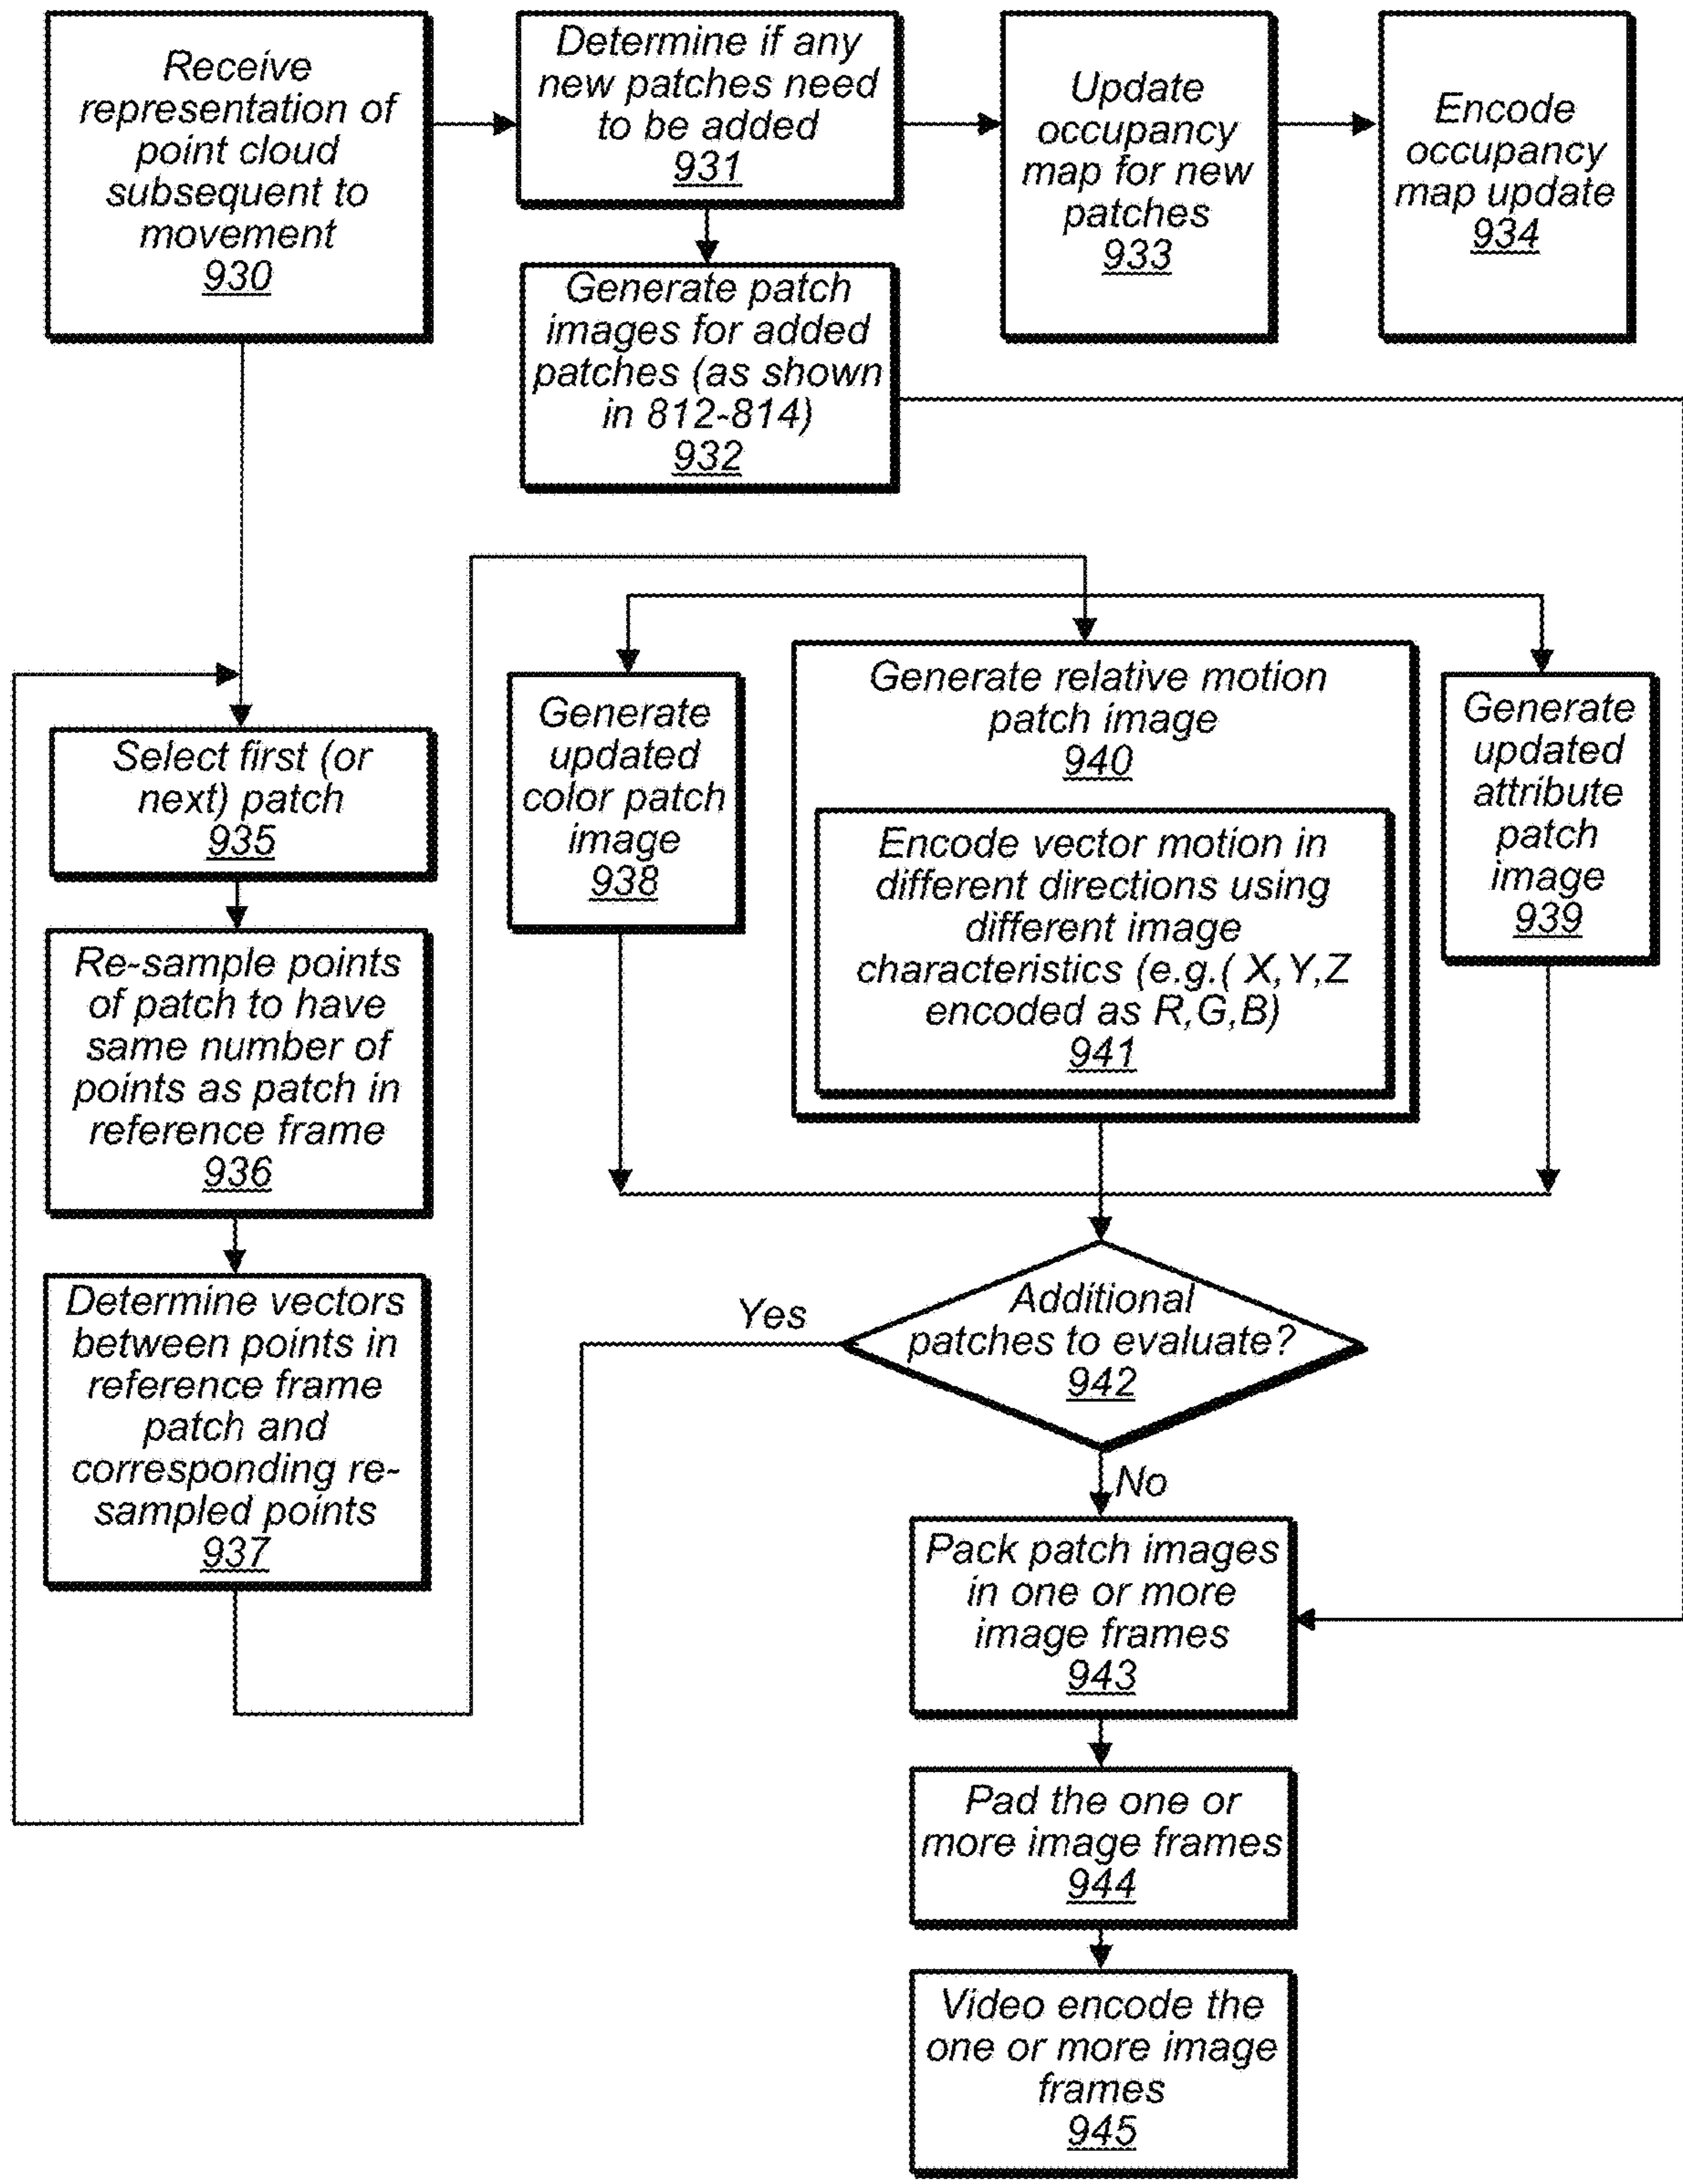 Receive
representation of
point cloud
subsequent to
movement
930
Determine if any
new patches need
to be added
931
Update
occupancy
map for new
patches
933
Encode
occupancy
map update
934
Generate patch
images for added
patches (as shown
in 812-814)
932
Select first (or
next) patch
935
Re-sample points
of patch to have
same number of
points as patch in
reference frame
936
Determine vectors
between points in
reference frame
patch and
corresponding re-
sampled points
937
Generate
updated
color patch
image
938
Generate relative motion
patch image
940
Encode vector motion in
different directions using
different image
characteristics (e.g.( X,Y,Z
encoded as R,G,B)
941
Generate
updated
attribute
patch
image
939
Additional
patches to evaluate?
942
Yes
No
Pack patch images
in one or more
image frames
943
Pad the one or
more image frames
944
Video encode the
one or more image
frames
945